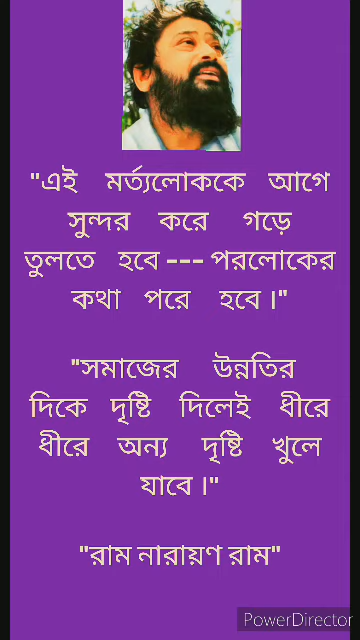 "এই মর্ত্যলোককে আগে
সুন্দর করে গড়ে
তুলতে হবে --- পরলোকের
কথা পরে হবে।"
"সমাজের উন্নতির
দিকে দৃষ্টি দিলেই ধীরে
ধীরে অন্য দৃষ্টি খুলে
যাবে।"
"রাম নারায়ণ রাম"
PowerDirector